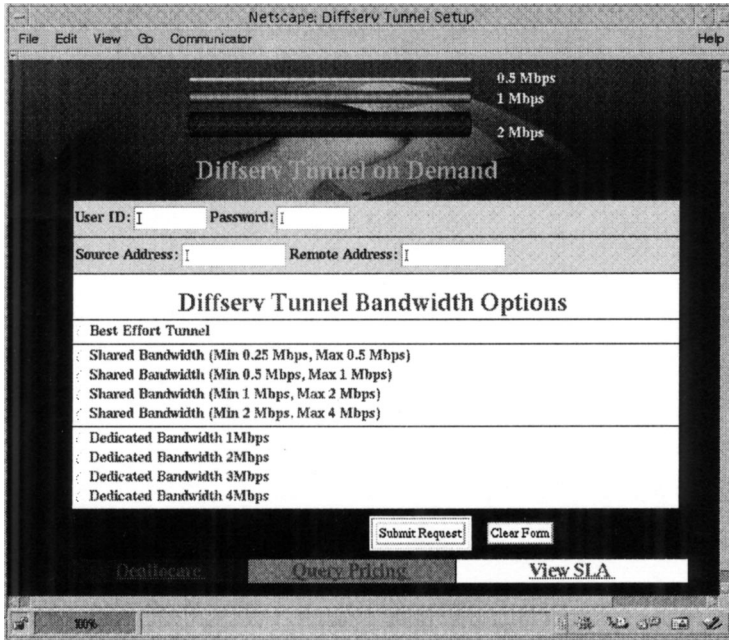 Netscape: Diffserv Tunnel Setup
File Edit View Go Communicator Help
0.5 Mbps
1 Mbps
2 Mbps
Diffserv Tunnel on Demand
User ID: Password:
Source Address: Remote Address:
Diffserv Tunnel Bandwidth Options
Best Effort Tunnel
Shared Bandwidth (Min 0.25 Mbps, Max 0.5 Mbps)
Shared Bandwidth (Min 0.5 Mbps, Max 1 Mbps)
Shared Bandwidth (Min 1 Mbps, Max 2 Mbps)
Shared Bandwidth (Min 2 Mbps. Max 4 Mbps)
Dedicated Bandwidth 1Mbps
Dedicated Bandwidth 2Mbps
Dedicated Bandwidth 3Mbps
Dedicated Bandwidth 4Mbps
Submit Request Clear Form
Deallocate Query Pricing View SLA
100%